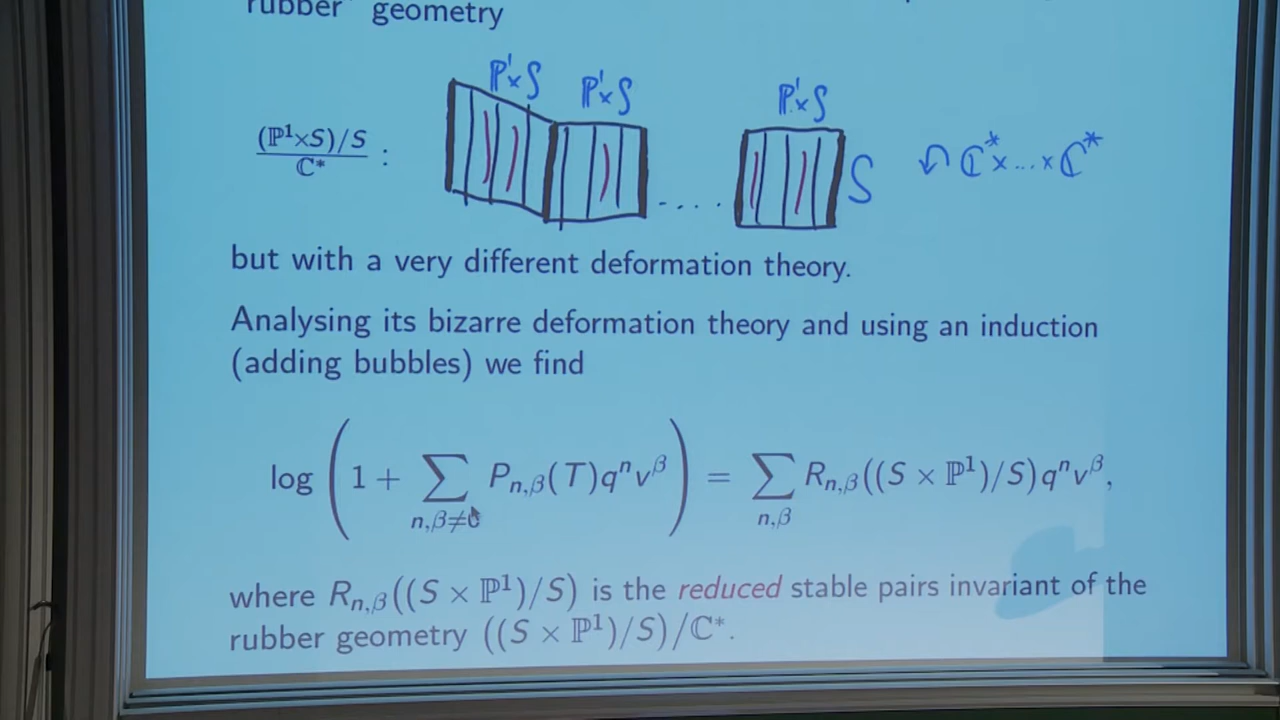 rubber geometry
ℙ¹×S ℙ¹×S ℙ¹×S
(ℙ¹×S)/S / ℂ* : ..... S ↶ ℂ*×...×ℂ*
but with a very different deformation theory.
Analysing its bizarre deformation theory and using an induction
(adding bubbles) we find
log ( 1 + ∑_{n,β≠0} P_{n,β}(T)qⁿv^β ) = ∑_{n,β} R_{n,β}((S × ℙ¹)/S)qⁿv^β,
where R_{n,β}((S × ℙ¹)/S) is the reduced stable pairs invariant of the
rubber geometry ((S × ℙ¹)/S)/ℂ*.